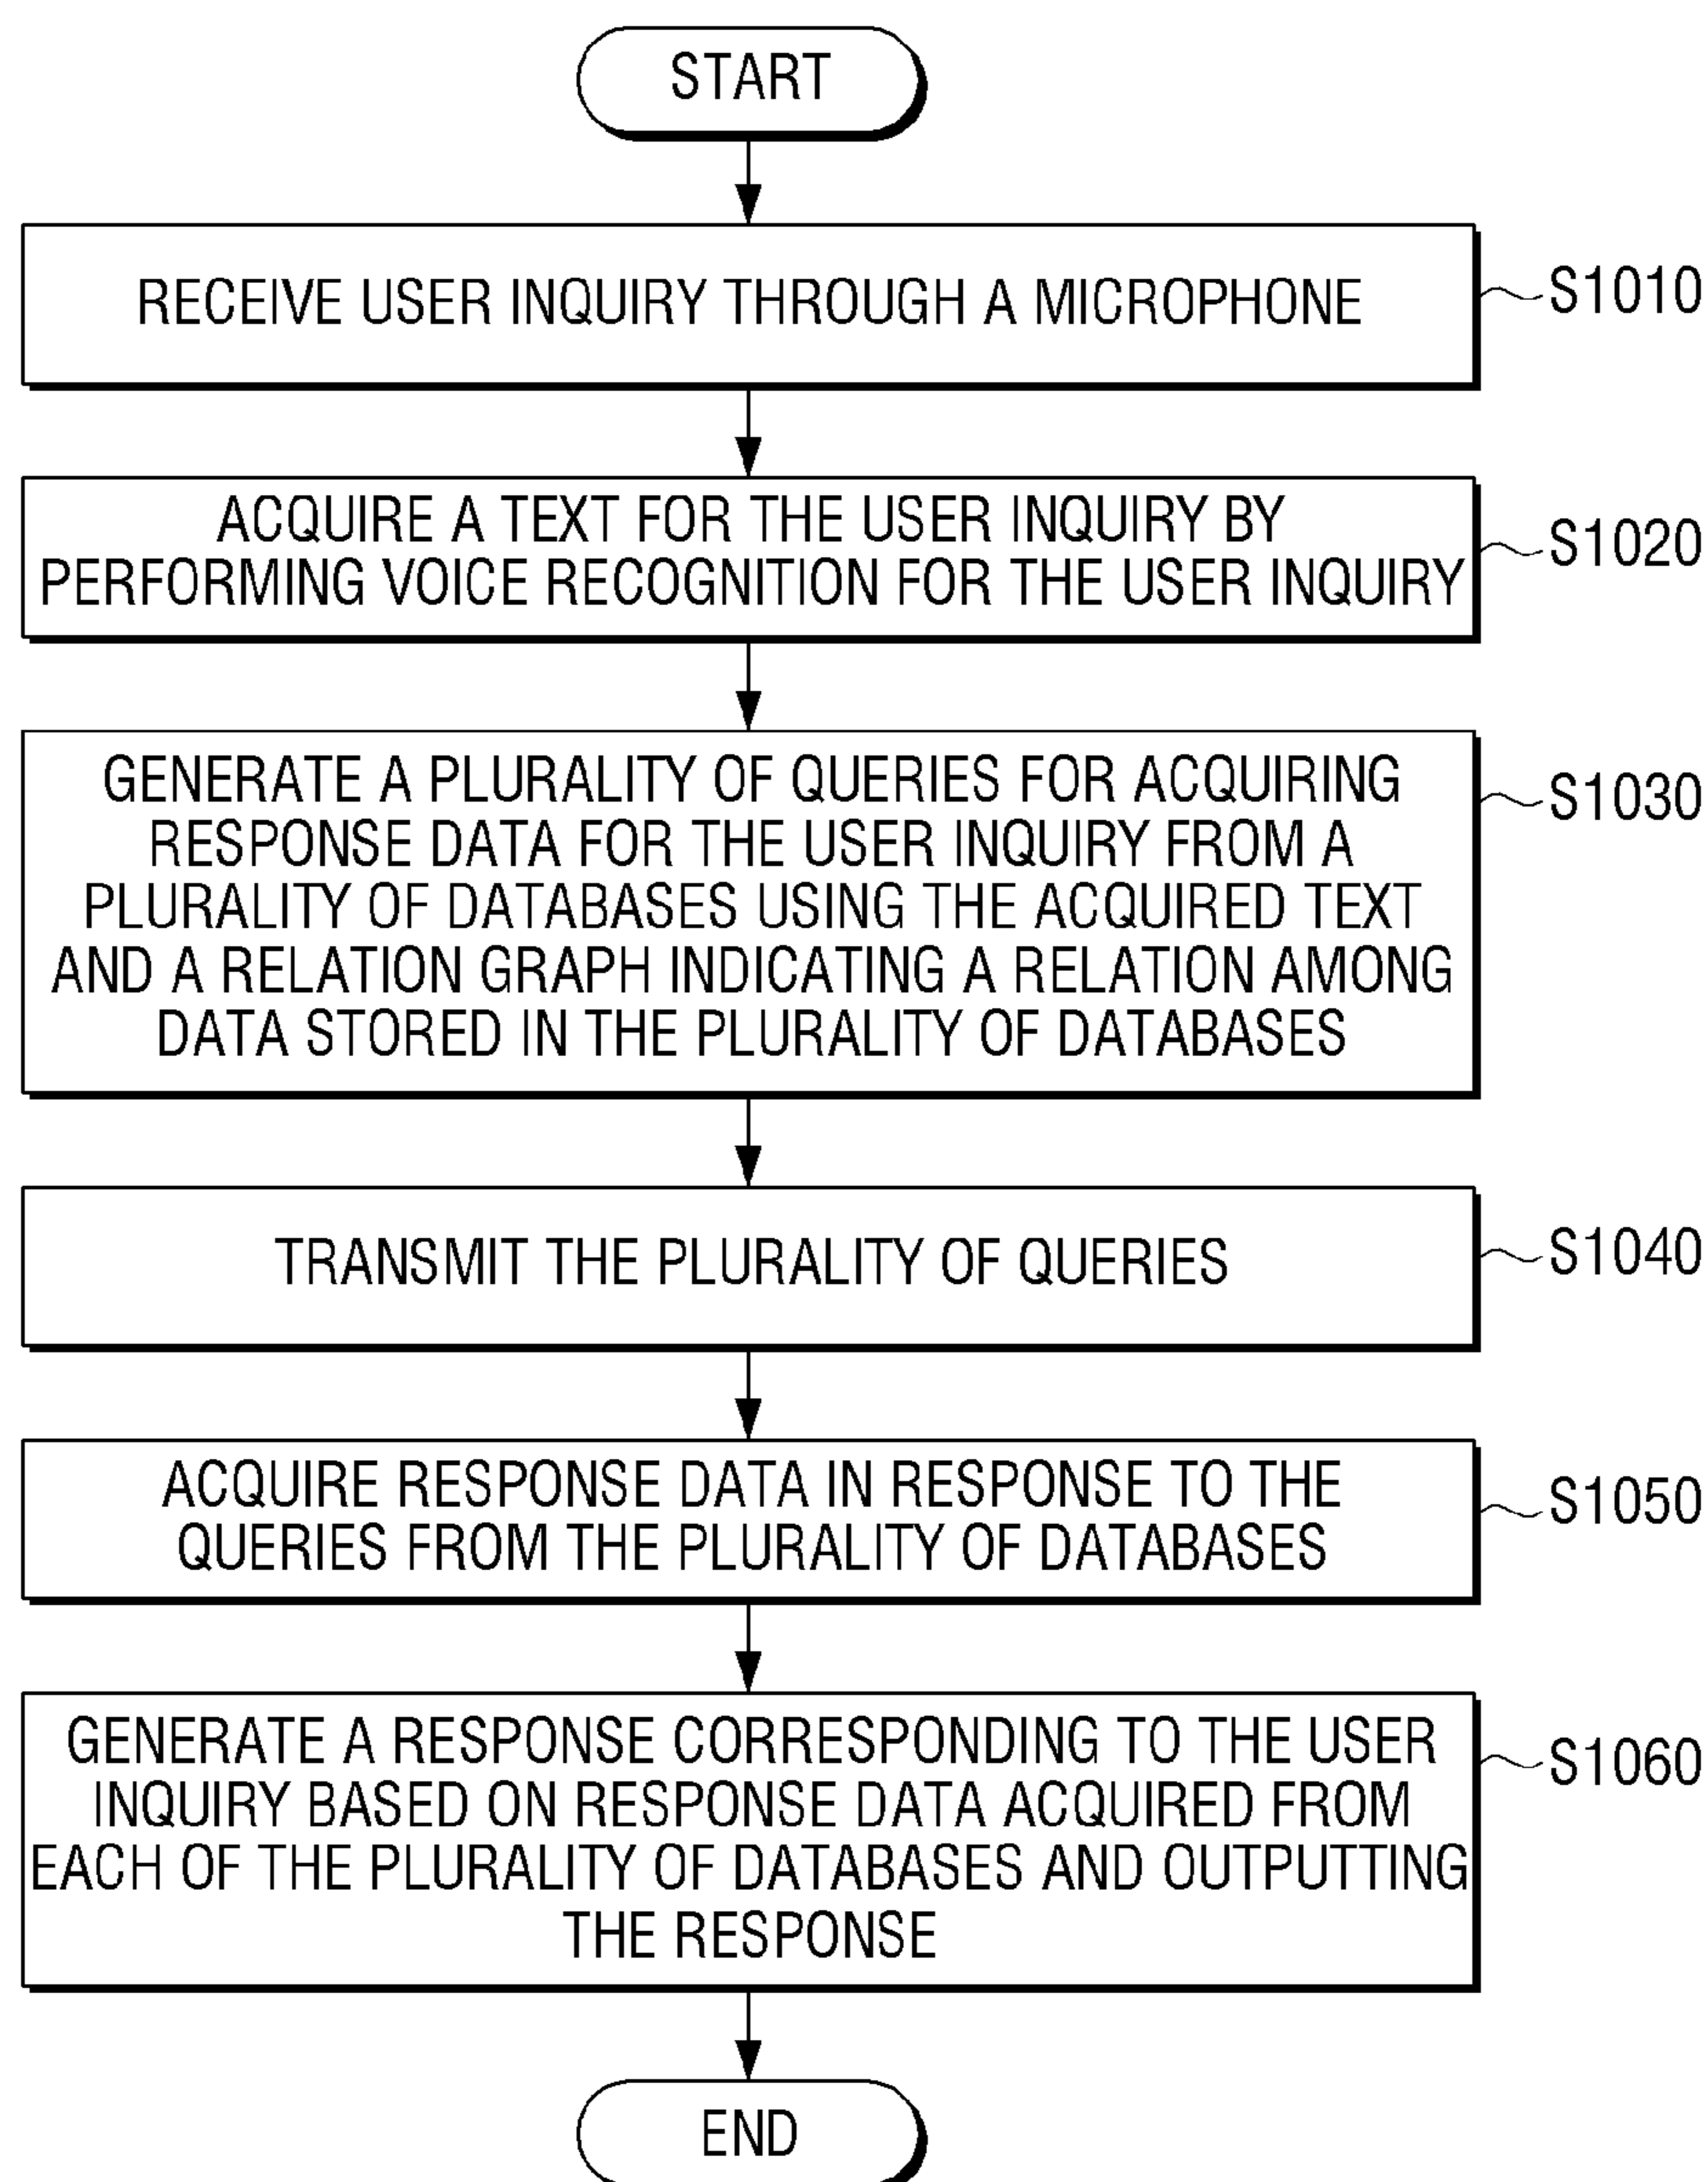 START
RECEIVE USER INQUIRY THROUGH A MICROPHONE
S1010
ACQUIRE A TEXT FOR THE USER INQUIRY BY
PERFORMING VOICE RECOGNITION FOR THE USER INQUIRY
S1020
GENERATE A PLURALITY OF QUERIES FOR ACQUIRING
RESPONSE DATA FOR THE USER INQUIRY FROM A
PLURALITY OF DATABASES USING THE ACQUIRED TEXT
AND A RELATION GRAPH INDICATING A RELATION AMONG
DATA STORED IN THE PLURALITY OF DATABASES
S1030
TRANSMIT THE PLURALITY OF QUERIES
S1040
ACQUIRE RESPONSE DATA IN RESPONSE TO THE
QUERIES FROM THE PLURALITY OF DATABASES
S1050
GENERATE A RESPONSE CORRESPONDING TO THE USER
INQUIRY BASED ON RESPONSE DATA ACQUIRED FROM
EACH OF THE PLURALITY OF DATABASES AND OUTPUTTING
THE RESPONSE
S1060
END